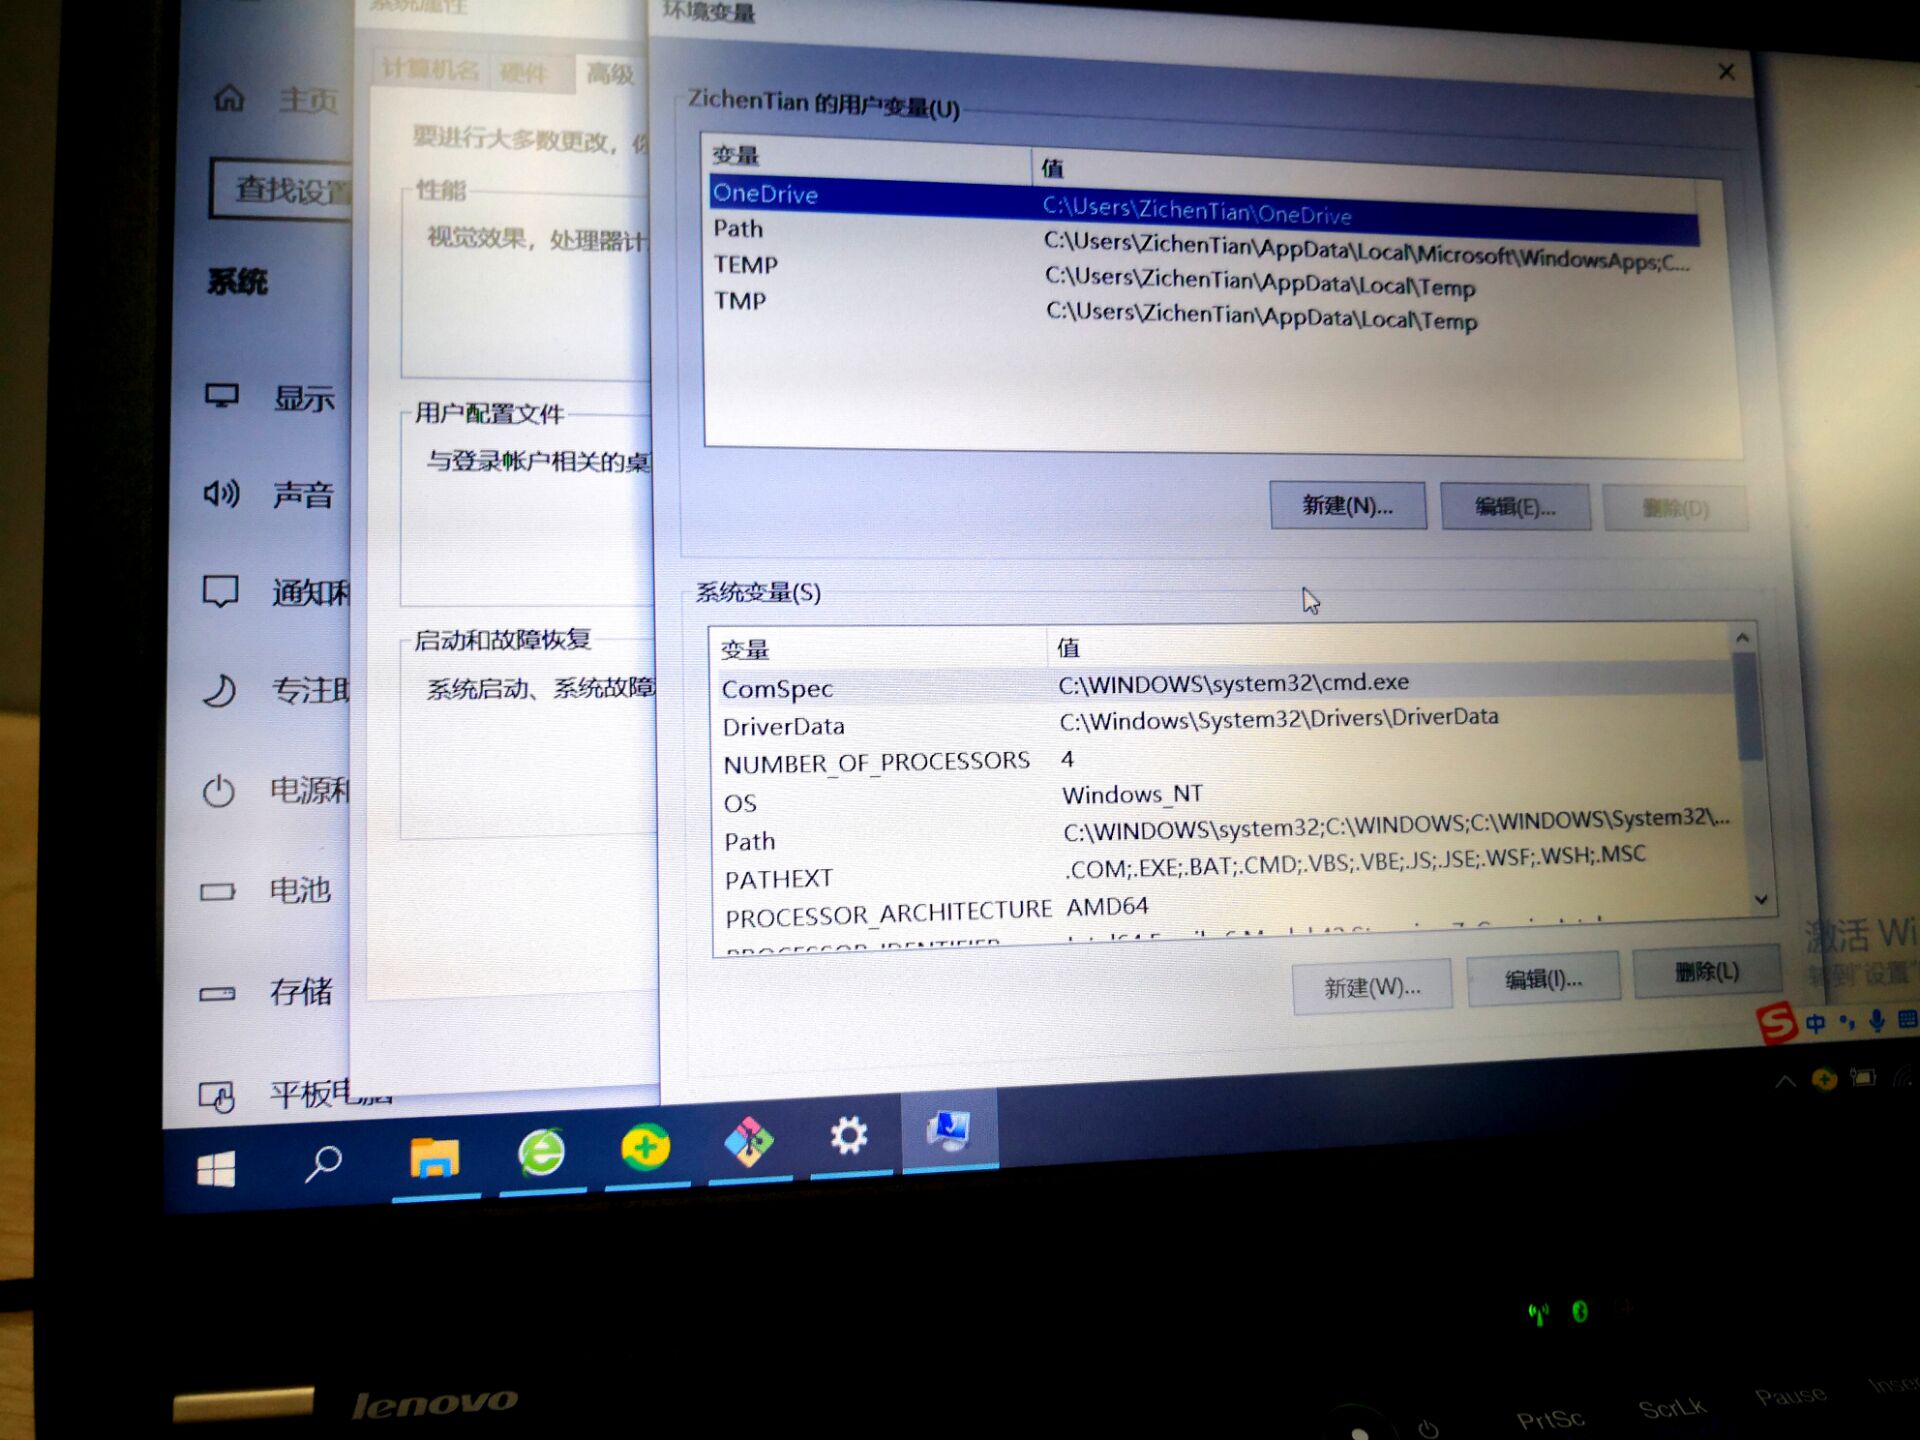 系统属性
环境变量
主页
计算机名
硬件
高级
ZichenTian 的用户变量(U)
要进行大多数更改，
变量
值
查找设置
性能
OneDrive
C:\Users\ZichenTian\OneDrive
视觉效果，处理器计
Path
C:\Users\ZichenTian\AppData\Local\Microsoft\WindowsApps;C...
TEMP
C:\Users\ZichenTian\AppData\Local\Temp
系统
TMP
C:\Users\ZichenTian\AppData\Local\Temp
显示
用户配置文件
与登录帐户相关的桌
声音
新建(N)...
编辑(E)...
删除(D)
通知和
系统变量(S)
启动和故障恢复
变量
值
专注助
系统启动、系统故障
ComSpec
C:\WINDOWS\system32\cmd.exe
DriverData
C:\Windows\System32\Drivers\DriverData
NUMBER_OF_PROCESSORS
4
电源和
OS
Windows_NT
Path
C:\WINDOWS\system32;C:\WINDOWS;C:\WINDOWS\System32\...
PATHEXT
.COM;.EXE;.BAT;.CMD;.VBS;.VBE;.JS;.JSE;.WSF;.WSH;.MSC
电池
PROCESSOR_ARCHITECTURE
AMD64
PROCESSOR_IDENTIFIER
激活 Wi
转到"设置"
新建(W)...
编辑(I)...
删除(L)
存储
中
平板电脑
lenovo
PrtSc
ScrLk
Pause